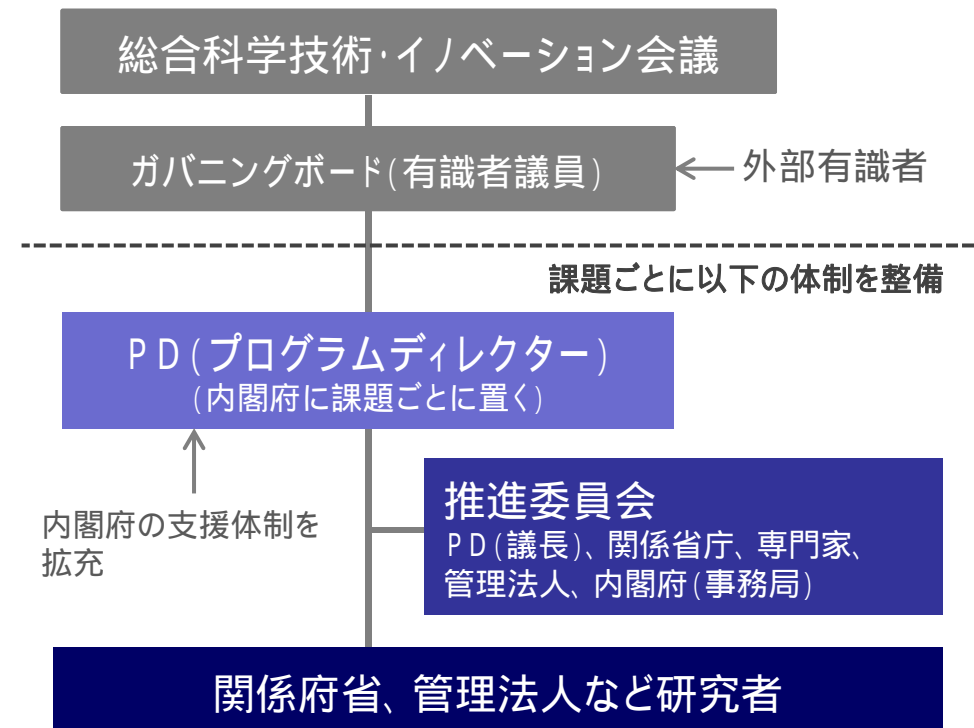 総合科学技術・イノベーション会議
ガバニングボード(有識者議員)
外部有識者
課題ごとに以下の体制を整備
PD(プログラムディレクター)
(内閣府に課題ごとに置く)
内閣府の支援体制を
拡充
推進委員会
PD(議長)、関係省庁、専門家、
管理法人、内閣府(事務局)
関係府省、管理法人など研究者